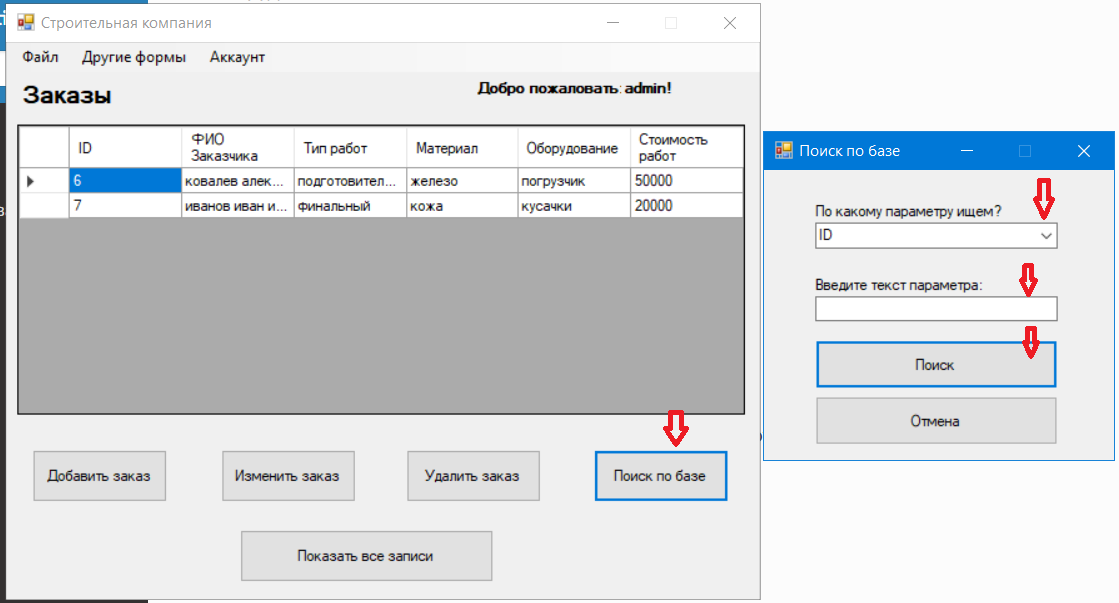 Строительная компания
Файл Другие формы Аккаунт
Заказы
Добро пожаловать: admin!
ID ФИО Заказчика Тип работ Материал Оборудование Стоимость работ
6 ковалев алек... подготовител... железо погрузчик 50000
7 иванов иван и... финальный кожа кусачки 20000
Добавить заказ Изменить заказ Удалить заказ Поиск по базе
Показать все записи
Поиск по базе
По какому параметру ищем?
ID
Введите текст параметра:
Поиск
Отмена